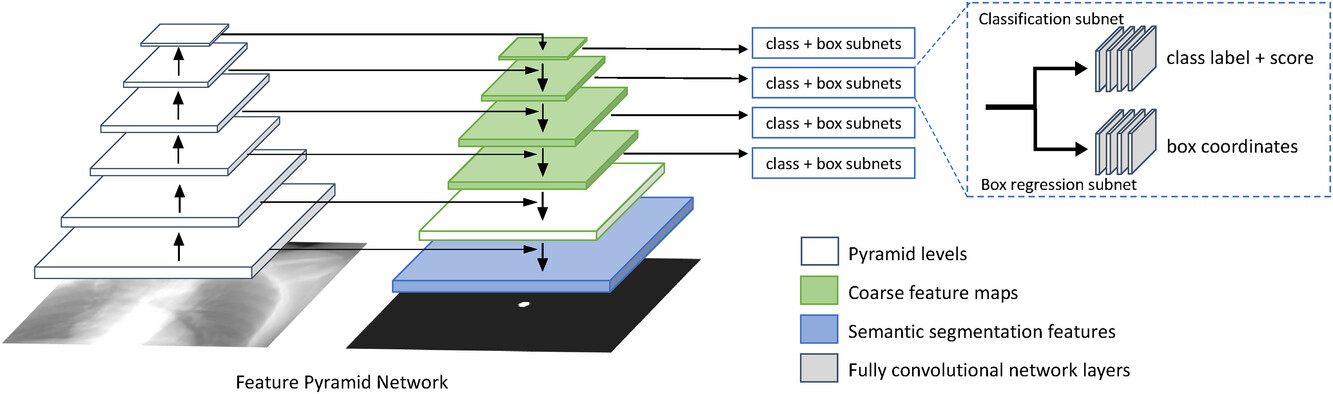 class + box subnets
class + box subnets
class + box subnets
class + box subnets
Classification subnet
class label + score
box coordinates
Box regression subnet
Pyramid levels
Coarse feature maps
Semantic segmentation features
Fully convolutional network layers
Feature Pyramid Network